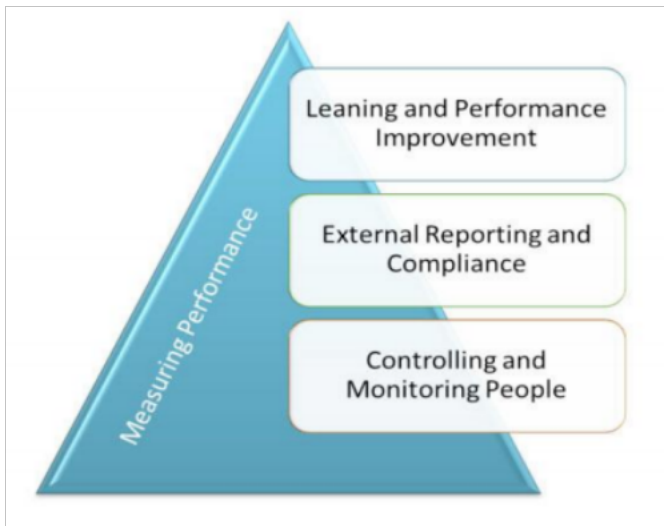 Leaning and Performance
Improvement
External Reporting and
Compliance
Controlling and
Monitoring People
Measuring Performance